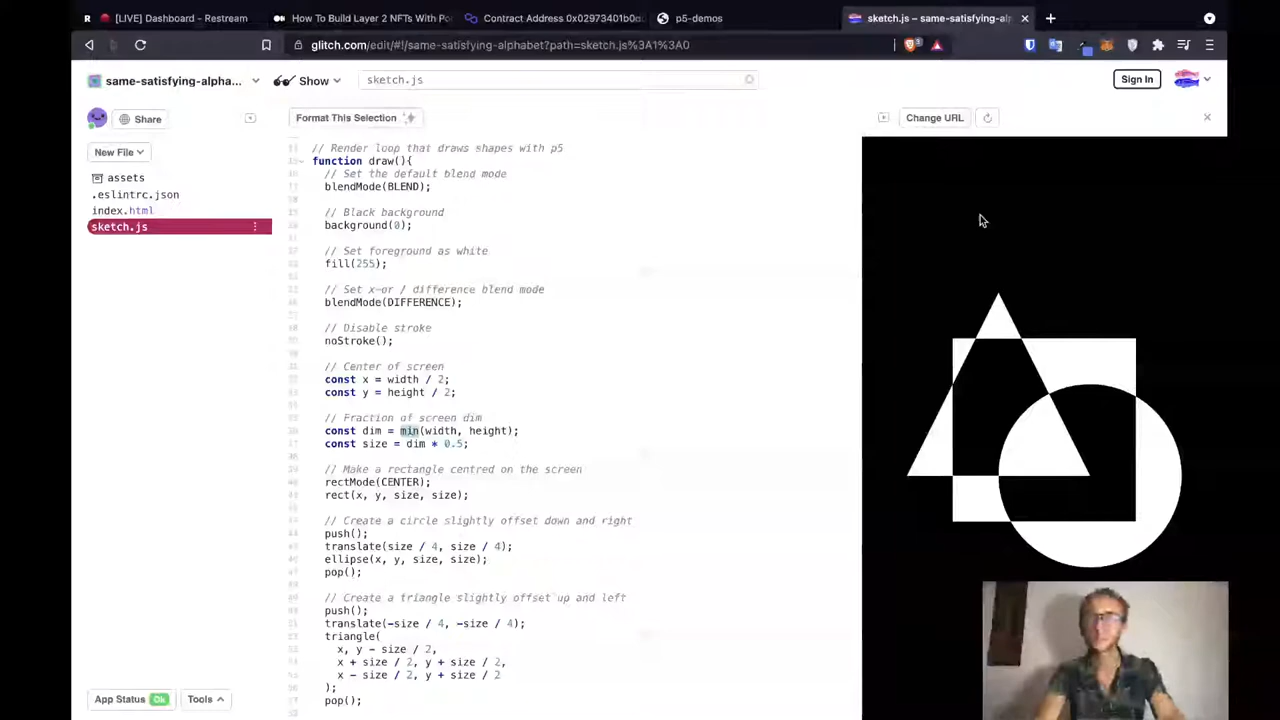 [LIVE] Dashboard - Restream
How To Build Layer 2 NFTs With Po
Contract Address 0x02973401b0d
p5-demos
sketch.js – same-satisfying-al
glitch.com/edit/#!/same-satisfying-alphabet?path=sketch.js%3A1%3A0
same-satisfying-alpha...
Show
sketch.js
Sign In
Share
Format This Selection
Change URL
New File
assets
.eslintrc.json
index.html
sketch.js
// Render loop that draws shapes with p5
function draw(){
// Set the default blend mode
blendMode(BLEND);
// Black background
background(0);
// Set foreground as white
fill(255);
// Set x-or / difference blend mode
blendMode(DIFFERENCE);
// Disable stroke
noStroke();
// Center of screen
const x = width / 2;
const y = height / 2;
// Fraction of screen dim
const dim = min(width, height);
const size = dim * 0.5;
// Make a rectangle centred on the screen
rectMode(CENTER);
rect(x, y, size, size);
// Create a circle slightly offset down and right
push();
translate(size / 4, size / 4);
ellipse(x, y, size, size);
pop();
// Create a triangle slightly offset up and left
push();
translate(-size / 4, -size / 4);
triangle(
x, y - size / 2,
x + size / 2, y + size / 2,
x - size / 2, y + size / 2
);
pop();
App Status Ok
Tools